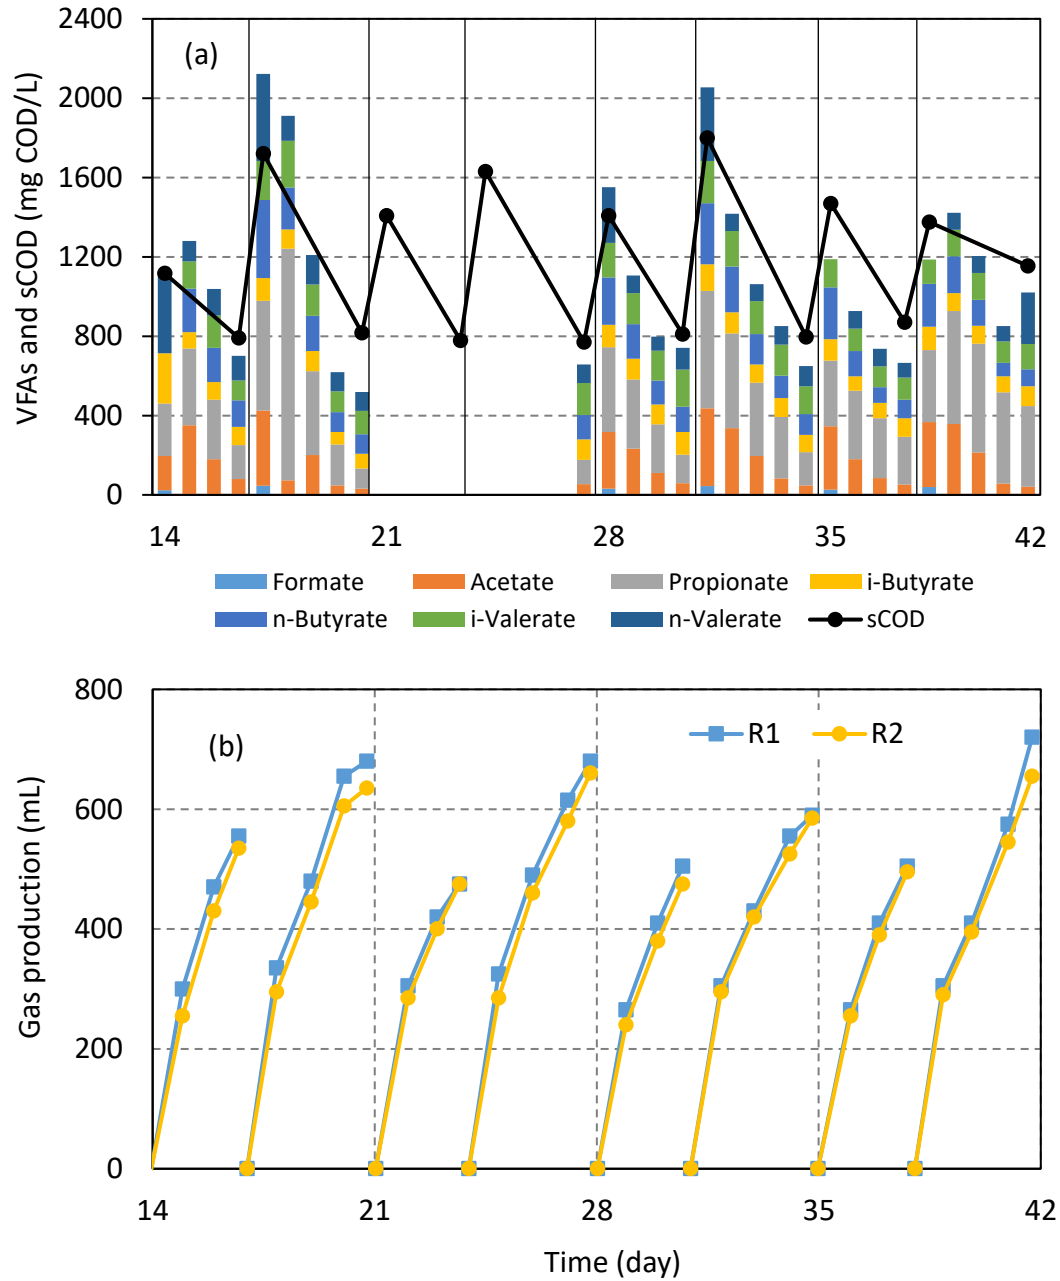 VFAs and sCOD (mg COD/L)
2400
2000
1600
1200
800
400
0
(a)
14 21 28 35 42
Formate Acetate Propionate i-Butyrate
n-Butyrate i-Valerate n-Valerate sCOD
Gas production (mL)
800
600
400
200
0
(b)
R1 R2
14 21 28 35 42
Time (day)